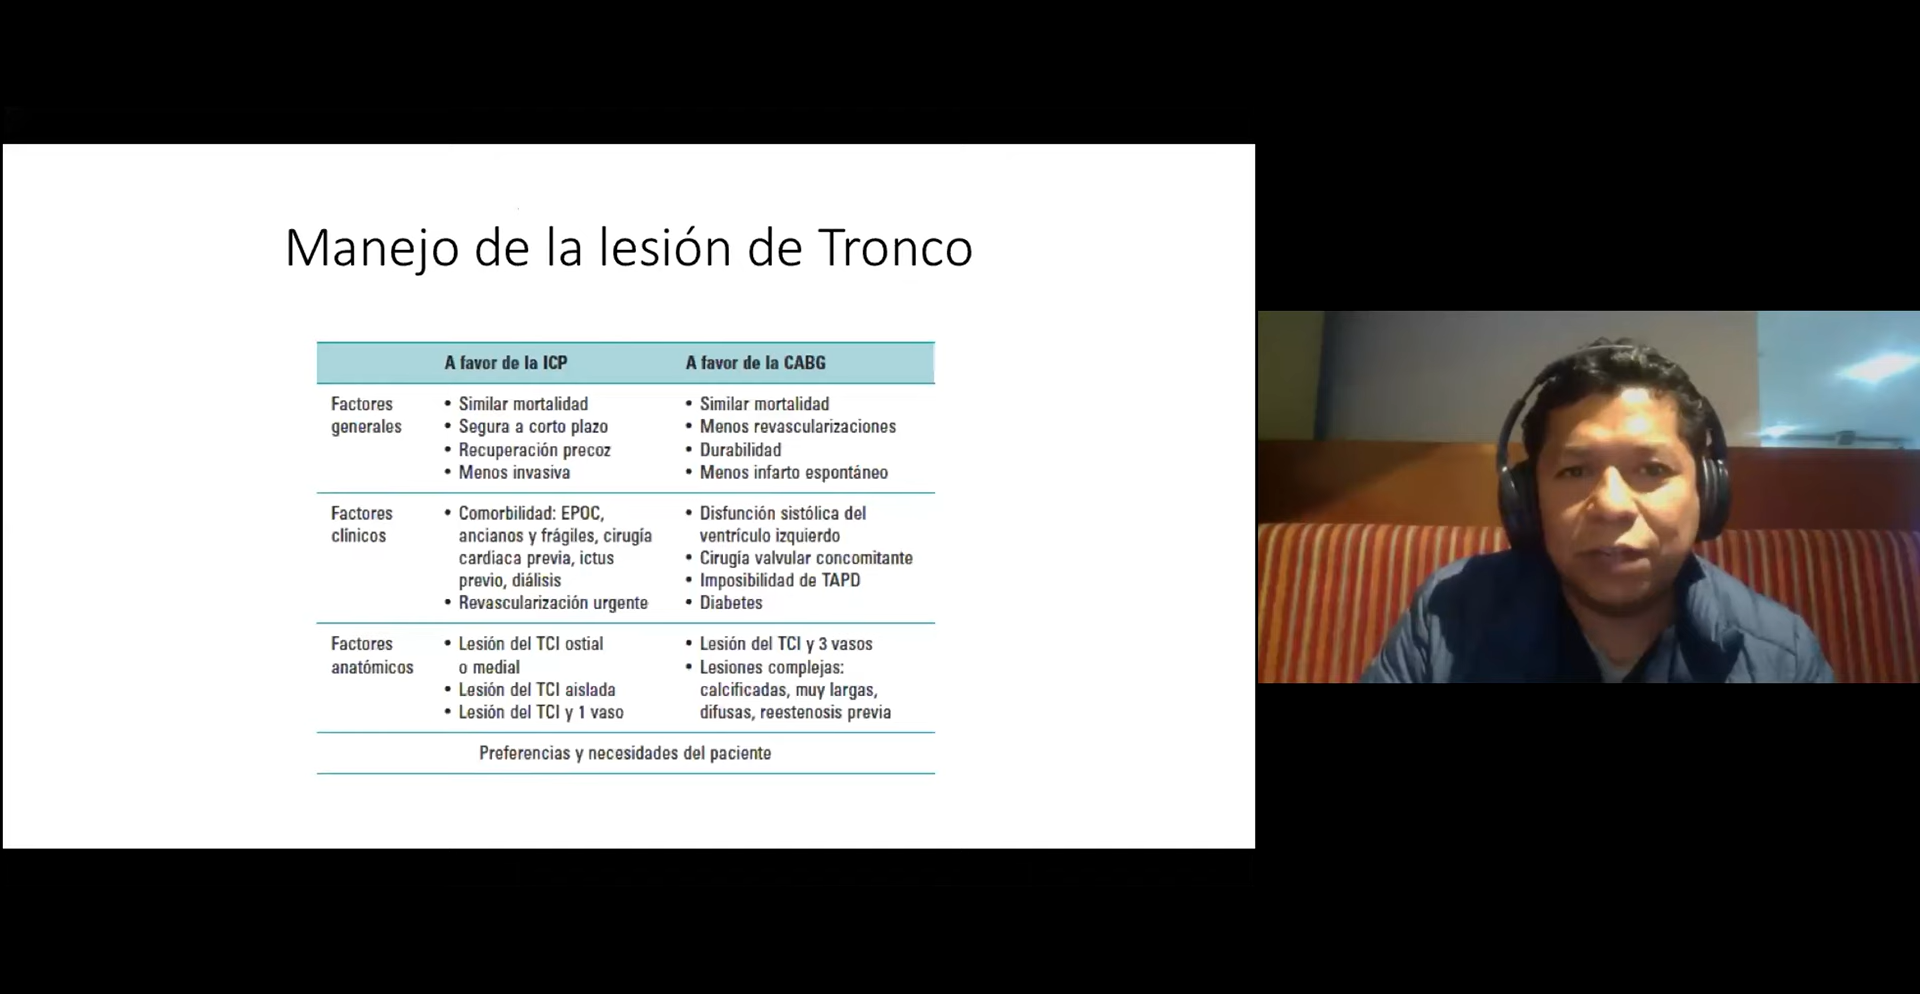 Manejo de la lesión de Tronco
A favor de la ICP
A favor de la CABG
Factores
generales
• Similar mortalidad
• Segura a corto plazo
• Recuperación precoz
• Menos invasiva
• Similar mortalidad
• Menos revascularizaciones
• Durabilidad
• Menos infarto espontáneo
Factores
clínicos
• Comorbilidad: EPOC,
ancianos y frágiles, cirugía
cardiaca previa, ictus
previo, diálisis
• Revascularización urgente
• Disfunción sistólica del
ventrículo izquierdo
• Cirugía valvular concomitante
• Imposibilidad de TAPD
• Diabetes
Factores
anatómicos
• Lesión del TCI ostial
o medial
• Lesión del TCI aislada
• Lesión del TCI y 1 vaso
• Lesión del TCI y 3 vasos
• Lesiones complejas:
calcificadas, muy largas,
difusas, reestenosis previa
Preferencias y necesidades del paciente